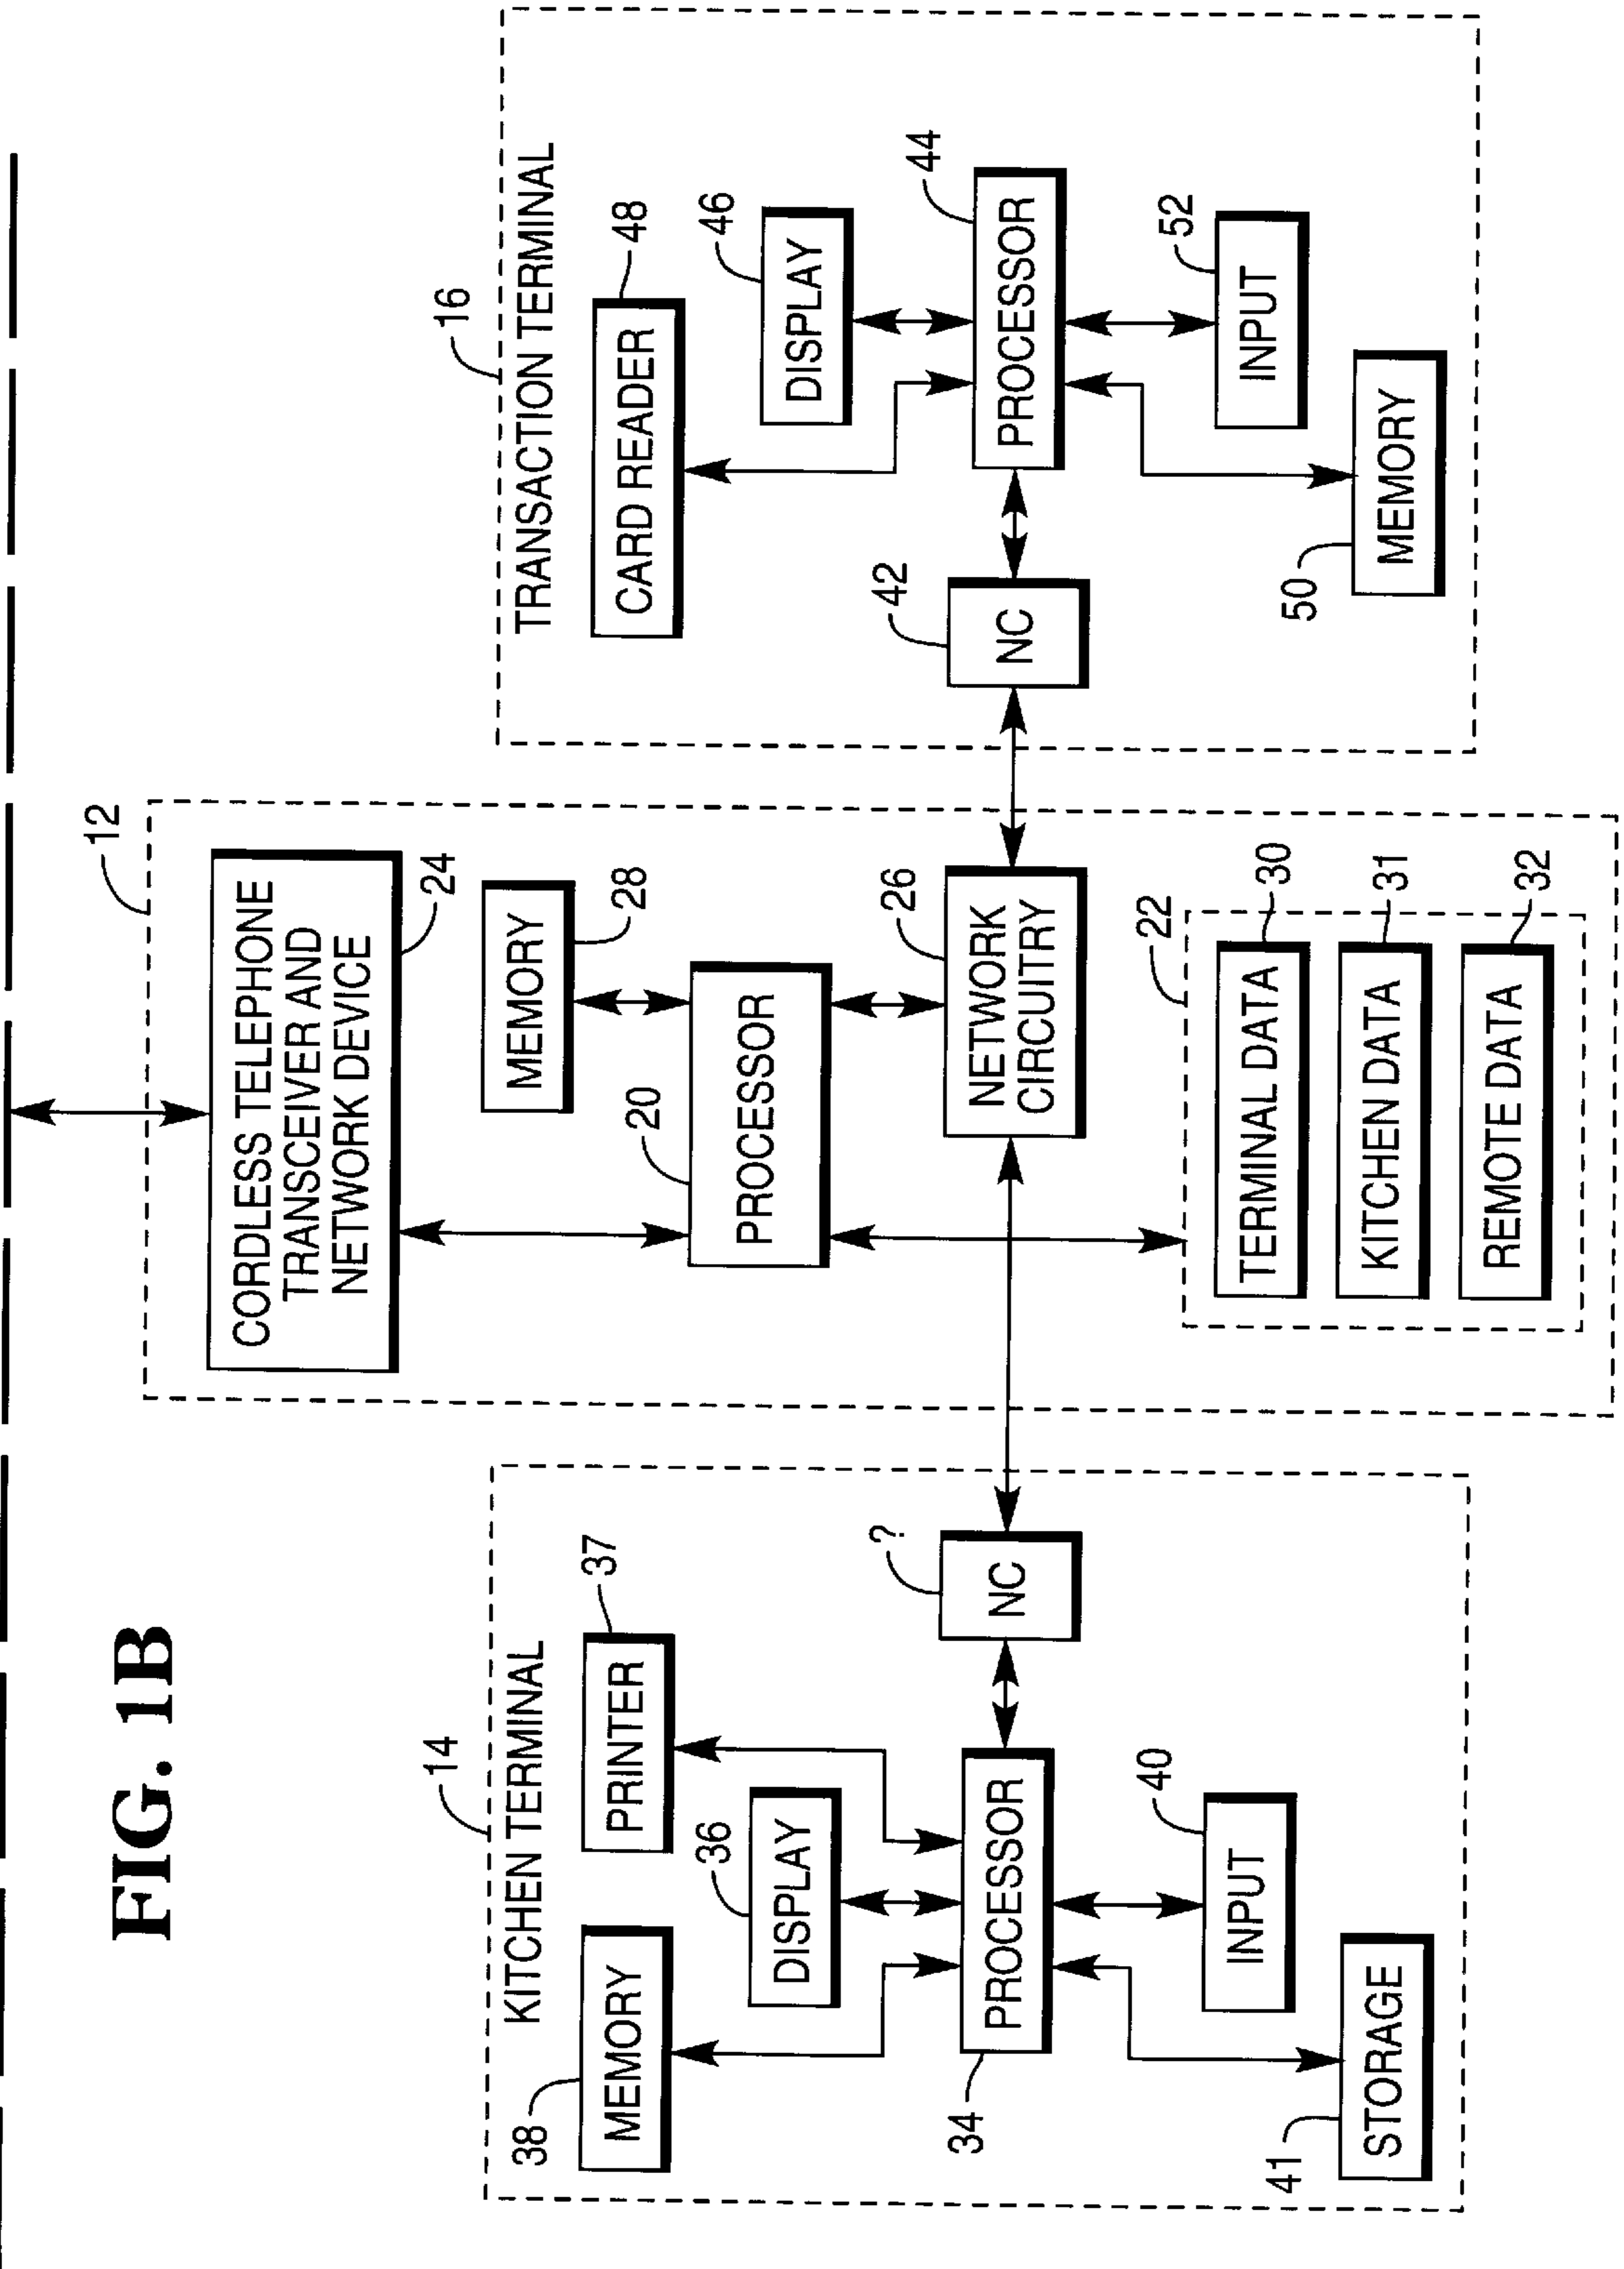 FIG. 1B
14
KITCHEN TERMINAL
38
MEMORY
PRINTER
37
36
DISPLAY
34
PROCESSOR
?
NC
40
INPUT
41
STORAGE
12
CORDLESS TELEPHONE
TRANSCEIVER AND
NETWORK DEVICE
24
MEMORY
28
20
PROCESSOR
26
NETWORK
CIRCUITRY
22
TERMINAL DATA
30
KITCHEN DATA
31
REMOTE DATA
32
16
TRANSACTION TERMINAL
CARD READER
48
46
DISPLAY
42
NC
44
PROCESSOR
52
INPUT
50
MEMORY